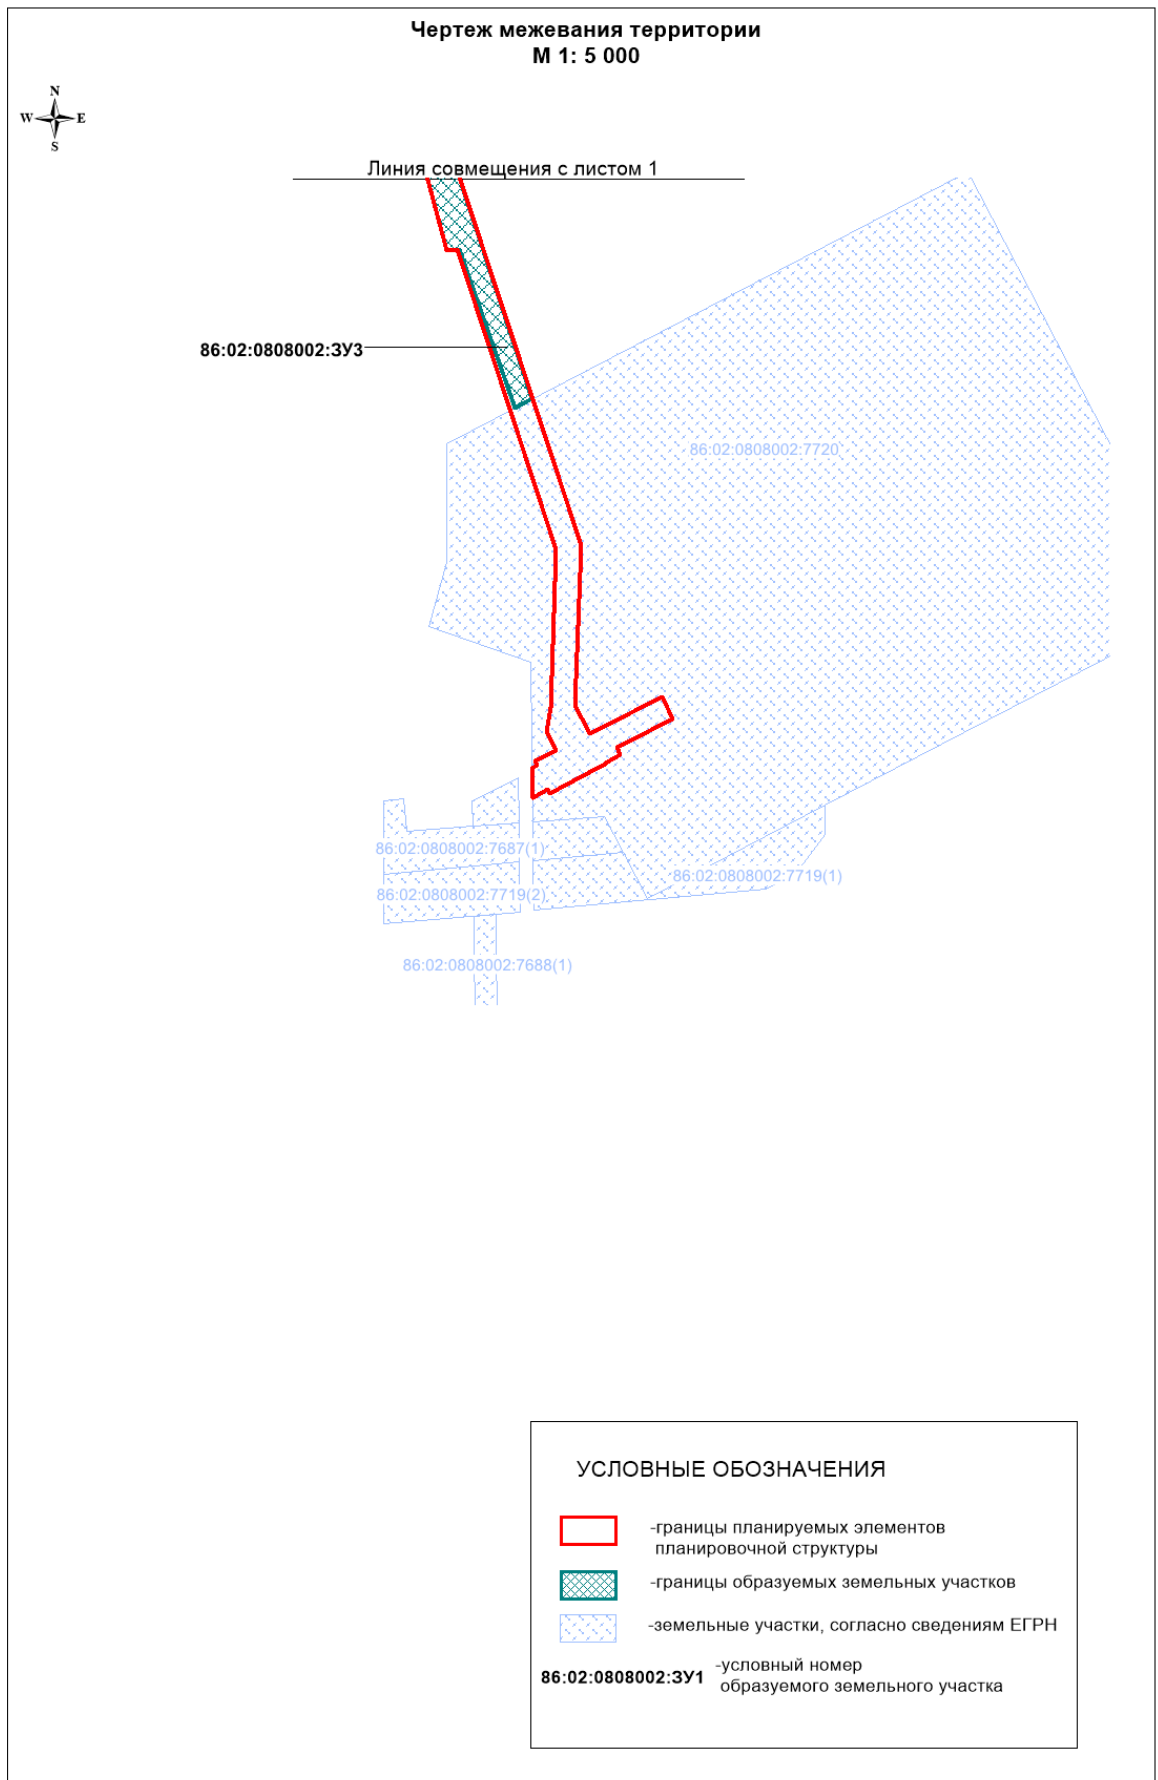 Чертеж межевания территории
М 1: 5 000
N
W E
S
Линия совмещения с листом 1
86:02:0808002:ЗУ3
86:02:0808002:7720
86:02:0808002:7687(1)
86:02:0808002:7719(1)
86:02:0808002:7719(2)
86:02:0808002:7688(1)
УСЛОВНЫЕ ОБОЗНАЧЕНИЯ
-границы планируемых элементов
планировочной структуры
-границы образуемых земельных участков
-земельные участки, согласно сведениям ЕГРН
86:02:0808002:ЗУ1 -условный номер
образуемого земельного участка